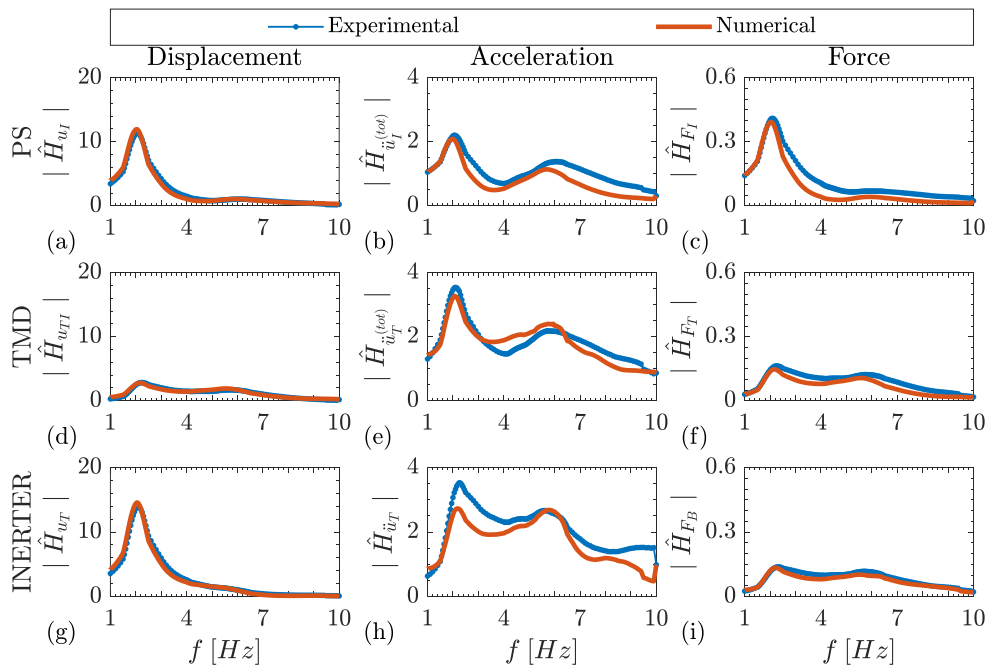 Experimental Numerical
Displacement Acceleration Force
PS
| Ĥ_{u_I} |
20
10
0
1 4 7 10
(a)
| Ĥ_{ü_I^{(tot)}} |
4
2
0
1 4 7 10
(b)
| Ĥ_{F_I} |
0.6
0.3
0
1 4 7 10
(c)
TMD
| Ĥ_{u_{TI}} |
20
10
0
1 4 7 10
(d)
| Ĥ_{ü_T^{(tot)}} |
4
2
0
1 4 7 10
(e)
| Ĥ_{F_T} |
0.6
0.3
0
1 4 7 10
(f)
INERTER
| Ĥ_{u_T} |
20
10
0
1 4 7 10
(g)
f [Hz]
| Ĥ_{ü_T} |
4
2
0
1 4 7 10
(h)
f [Hz]
| Ĥ_{F_B} |
0.6
0.3
0
1 4 7 10
(i)
f [Hz]